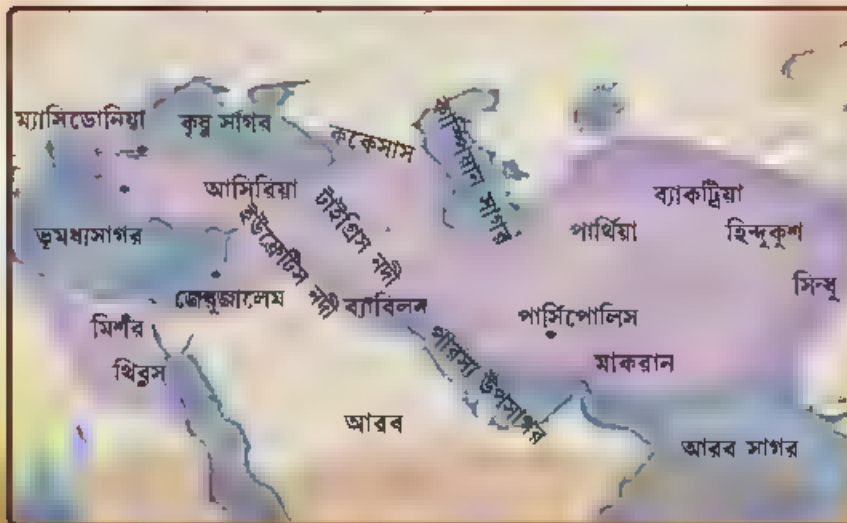 ম্যাসিডোনিয়া
কৃষ্ণ সাগর
ককেসাস
কাস্পিয়ান সাগর
আসিরিয়া
টাইগ্রিস নদী
ব্যাকট্রিয়া
ভূমধ্যসাগর
ইউফ্রেটিস নদী
পার্থিয়া
হিন্দুকুশ
জেরুজালেম
ব্যাবিলন
সিন্ধু
মিশর
পার্সিপোলিস
থিবস্
পারস্য উপসাগর
মাকরান
আরব
আরব সাগর